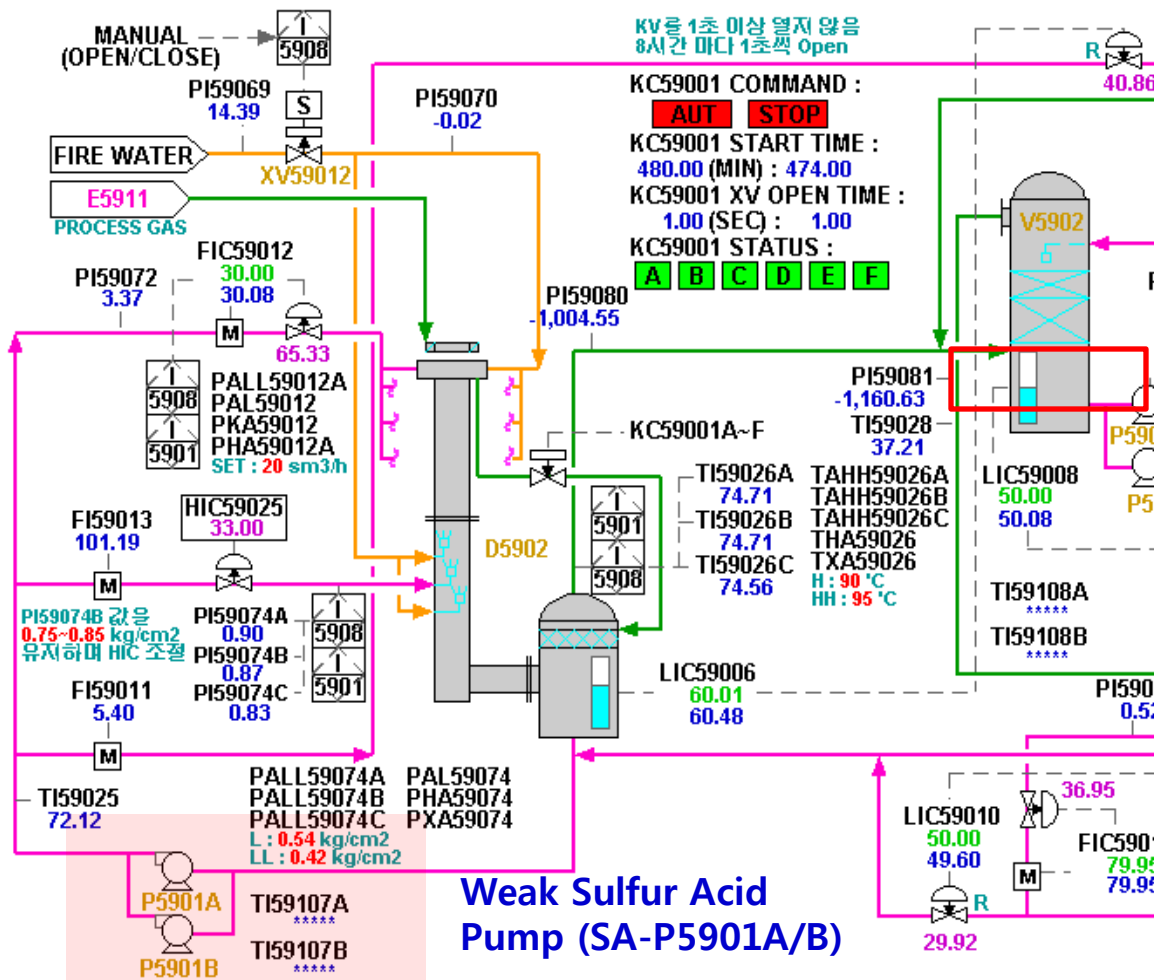 MANUAL
(OPEN/CLOSE)
I
5908
KV를 1초 이상 열지 않음
8시간 마다 1초씩 Open
R
40.86
PI59069
14.39
S
PI59070
-0.02
KC59001 COMMAND :
AUT STOP
KC59001 START TIME :
480.00 (MIN) : 474.00
KC59001 XV OPEN TIME :
1.00 (SEC) : 1.00
KC59001 STATUS :
A B C D E F
FIRE WATER
XV59012
E5911
PROCESS GAS
V5902
FIC59012
30.00
30.08
PI59072
3.37
M
65.33
PI59080
-1,004.55
I
5908
I
5901
PALL59012A
PAL59012
PKA59012
PHA59012A
SET : 20 sm3/h
PI59081
-1,160.63
TI59028
37.21
KC59001A~F
LIC59008
50.00
50.08
TI59026A
74.71
TI59026B
74.71
TI59026C
74.56
TAHH59026A
TAHH59026B
TAHH59026C
THA59026
TXA59026
H : 90 'C
HH : 95 'C
I
5901
I
5908
HIC59025
33.00
FI59013
101.19
M
D5902
PI59074B 값을
0.75~0.85 kg/cm2
유지하며 HIC 조절
PI59074A
0.90
PI59074B
0.87
PI59074C
0.83
I
5908
I
5901
TI59108A
*****
TI59108B
*****
LIC59006
60.01
60.48
FI59011
5.40
M
TI59025
72.12
PALL59074A PAL59074
PALL59074B PHA59074
PALL59074C PXA59074
L : 0.54 kg/cm2
LL : 0.42 kg/cm2
36.95
LIC59010
50.00
49.60
M
R
29.92
P5901A
TI59107A
*****
P5901B
TI59107B
*****
Weak Sulfur Acid
Pump (SA-P5901A/B)